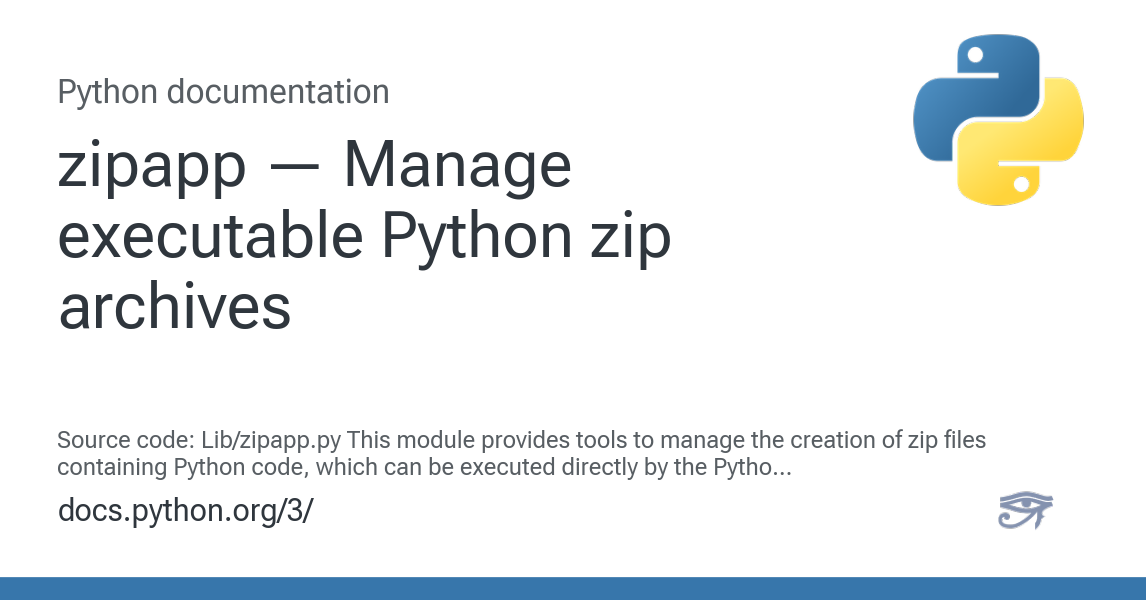 Python documentation
zipapp — Manage
executable Python zip
archives
Source code: Lib/zipapp.py This module provides tools to manage the creation of zip files
containing Python code, which can be executed directly by the Pytho...
docs.python.org/3/